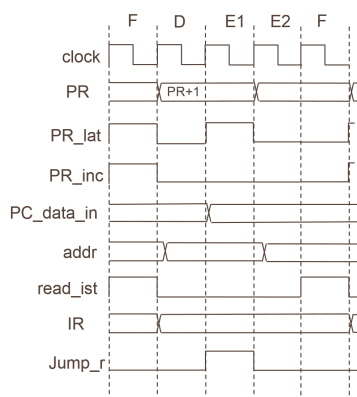 F D E1 E2 F
clock
PR PR+1
PR_lat
PR_inc
PC_data_in
addr
read_ist
IR
Jump_r